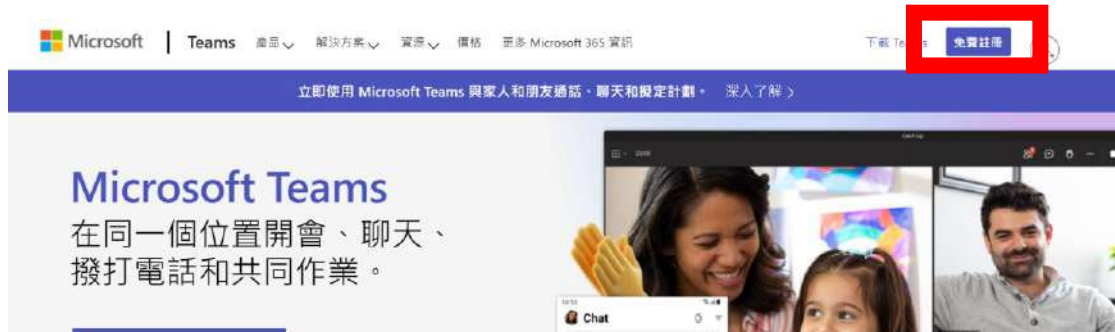 Microsoft | Teams 產品 解決方案 資源 價格 更多 Microsoft 365 資訊 下載 Teams 免費註冊
立即使用 Microsoft Teams 與家人和朋友通話、聊天和擬定計劃。 深入了解
Microsoft Teams
在同一個位置開會、聊天、
撥打電話和共同作業。
Chat